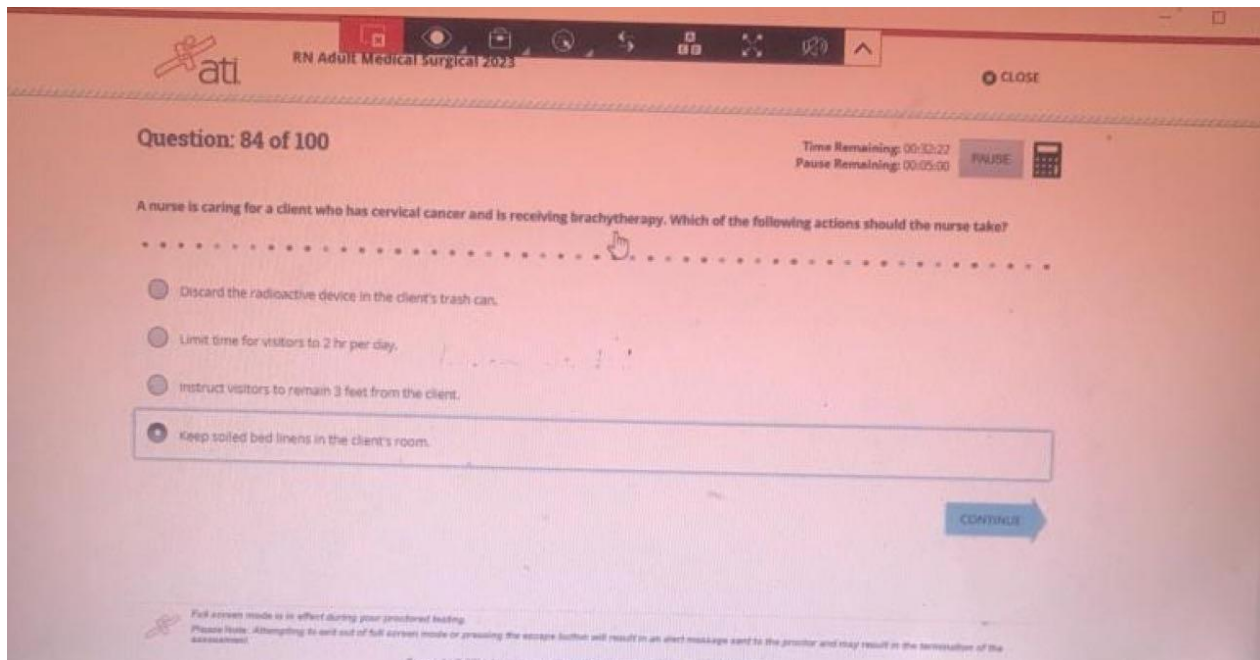 ati
RN Adult Medical Surgical 2023
CLOSE
Question: 84 of 100
Time Remaining: 00:32:22
Pause Remaining: 00:05:00
PAUSE
A nurse is caring for a client who has cervical cancer and is receiving brachytherapy. Which of the following actions should the nurse take?
Discard the radioactive device in the client's trash can.
Limit time for visitors to 2 hr per day.
Instruct visitors to remain 3 feet from the client.
Keep soiled bed linens in the client's room.
CONTINUE
Full screen mode is in effect during your proctored testing.
Please Note: Attempting to exit out of full screen mode or pressing the escape button will result in an alert message sent to the proctor and may result in the termination of the
assessment.